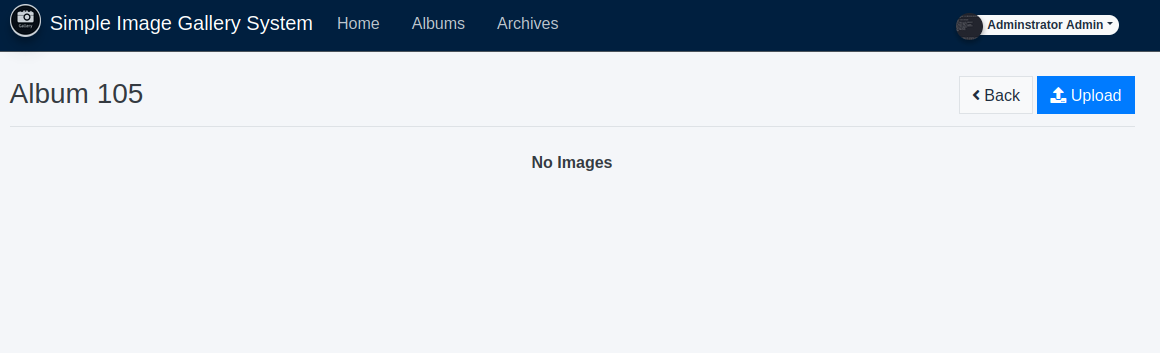 Gallery
Simple Image Gallery System Home Albums Archives Adminstrator Admin
Album 105 Back Upload
No Images